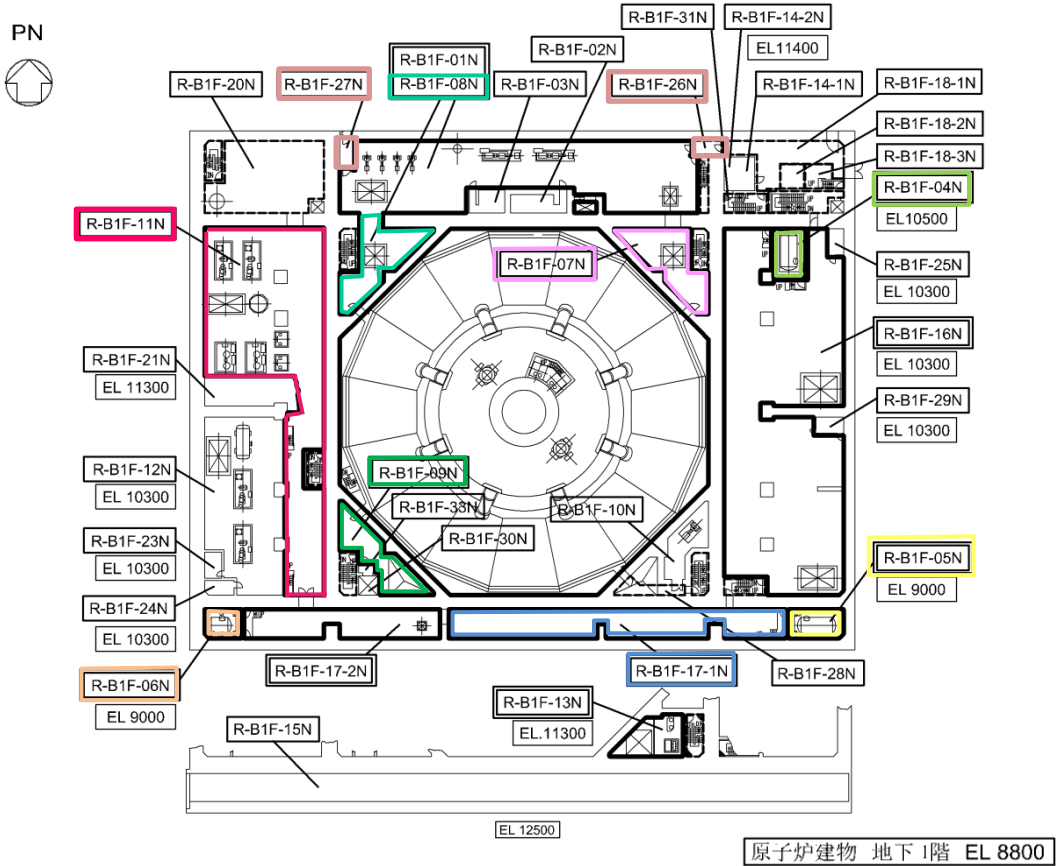 PN
R-B1F-31N
R-B1F-14-2N
EL11400
R-B1F-01N
R-B1F-02N
R-B1F-20N
R-B1F-27N
R-B1F-08N
R-B1F-03N
R-B1F-26N
R-B1F-14-1N
R-B1F-18-1N
R-B1F-18-2N
R-B1F-18-3N
R-B1F-04N
EL10500
R-B1F-11N
R-B1F-07N
R-B1F-25N
EL 10300
R-B1F-16N
EL 10300
R-B1F-21N
EL 11300
R-B1F-29N
EL 10300
R-B1F-12N
EL 10300
R-B1F-09N
R-B1F-33N
R-B1F-10N
R-B1F-23N
EL 10300
R-B1F-30N
R-B1F-05N
EL 9000
R-B1F-24N
EL 10300
R-B1F-06N
EL 9000
R-B1F-17-2N
R-B1F-17-1N
R-B1F-28N
R-B1F-13N
EL.11300
R-B1F-15N
EL 12500
原子炉建物 地下 1階 EL 8800